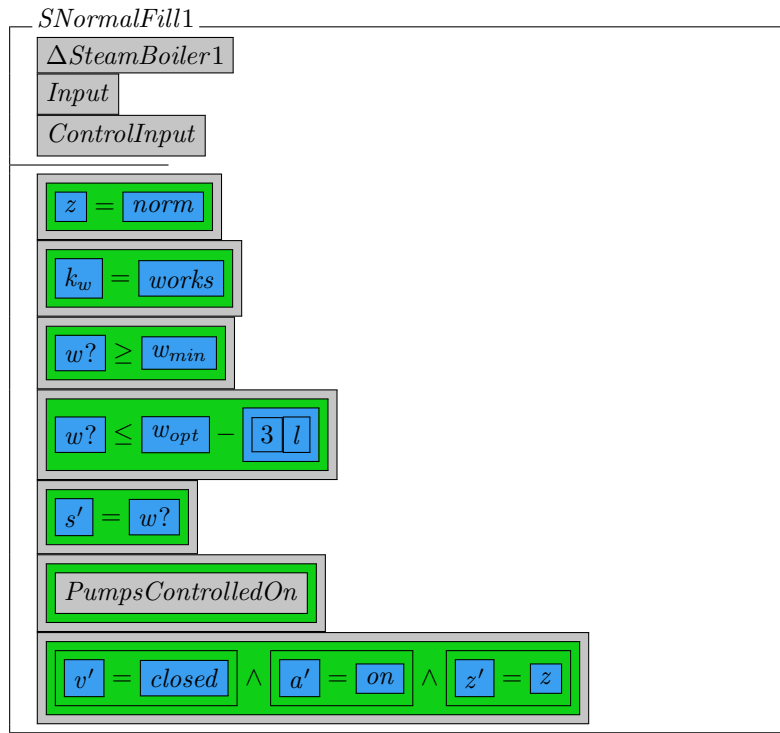 SNormalFill1
ΔSteamBoiler1
Input
ControlInput
z = norm
k_w = works
w? ≥ w_min
w? ≤ w_opt − 3 l
s′ = w?
PumpsControlledOn
v′ = closed ∧ a′ = on ∧ z′ = z